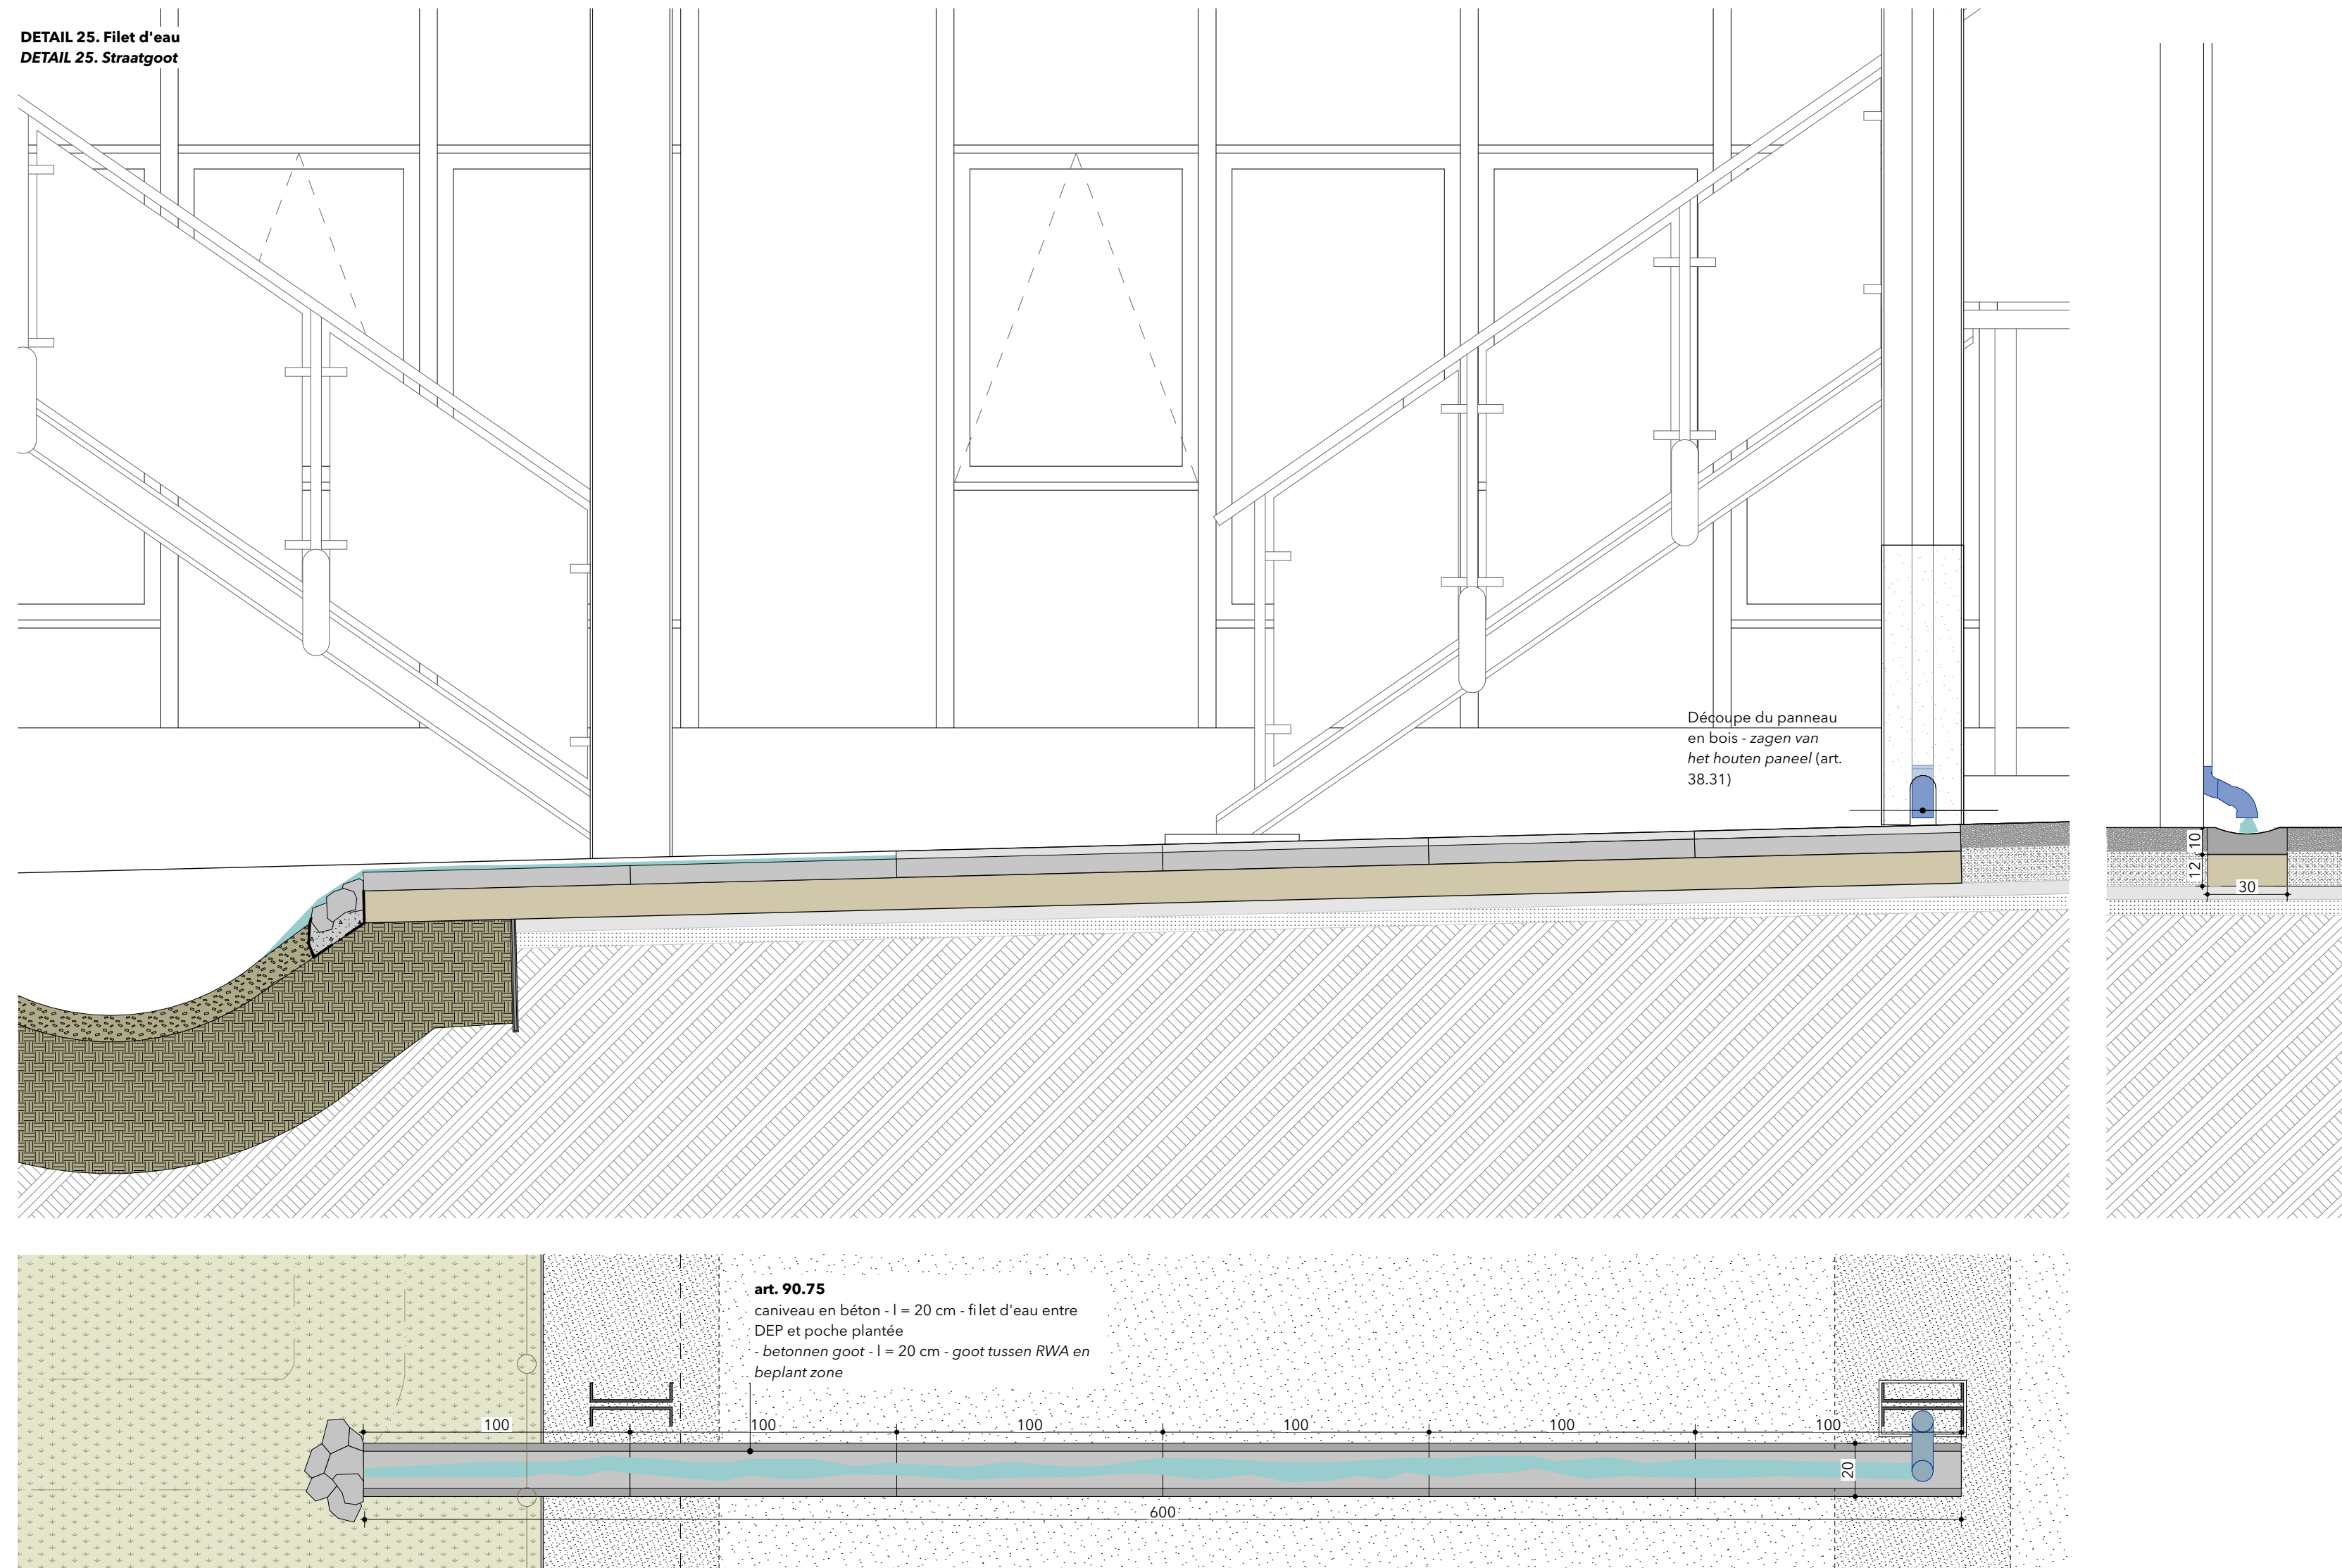 DETAIL 25. Filet d'eau
DETAIL 25. Straatgoot
Découpe du panneau
en bois - zagen van
het houten paneel (art.
38.31)
10
12
30
art. 90.75
caniveau en béton - l = 20 cm - filet d'eau entre
DEP et poche plantée
- betonnen goot - l = 20 cm - goot tussen RWA en
beplant zone
100
100
100
100
100
100
20
600